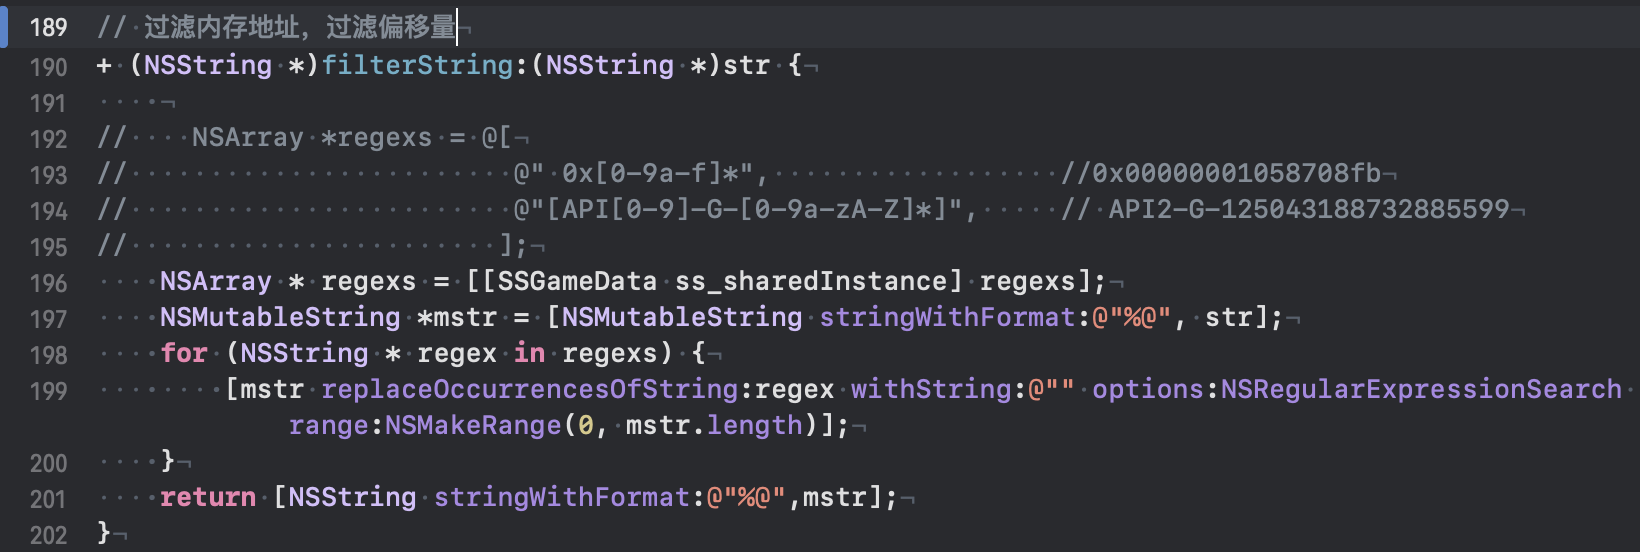 189 // 过滤内存地址，过滤偏移量¬
190 + (NSString *)filterString:(NSString *)str {¬
191 ····¬
192 //····NSArray *regexs = @[¬
193 //························@" 0x[0-9a-f]*",··················//0x00000001058708fb¬
194 //························@"[API[0-9]-G-[0-9a-zA-Z]*]",·····// API2-G-125043188732885599¬
195 //·······················];¬
196 ····NSArray * regexs = [[SSGameData ss_sharedInstance] regexs];¬
197 ····NSMutableString *mstr = [NSMutableString stringWithFormat:@"%@", str];¬
198 ····for (NSString * regex in regexs) {¬
199 ········[mstr replaceOccurrencesOfString:regex withString:@"" options:NSRegularExpressionSearch
range:NSMakeRange(0, mstr.length)];¬
200 ····}¬
201 ····return [NSString stringWithFormat:@"%@",mstr];¬
202 }¬